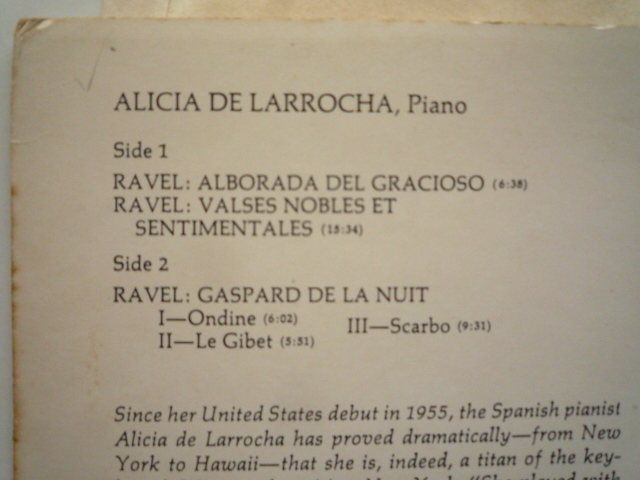 ALICIA DE LARROCHA, Piano
Side 1
RAVEL: ALBORADA DEL GRACIOSO (6:38)
RAVEL: VALSES NOBLES ET
SENTIMENTALES (15:34)
Side 2
RAVEL: GASPARD DE LA NUIT
I—Ondine (6:02)
II—Le Gibet (5:51)
III—Scarbo (9:31)
Since her United States debut in 1955, the Spanish pianist
Alicia de Larrocha has proved dramatically—from New
York to Hawaii—that she is, indeed, a titan of the key-